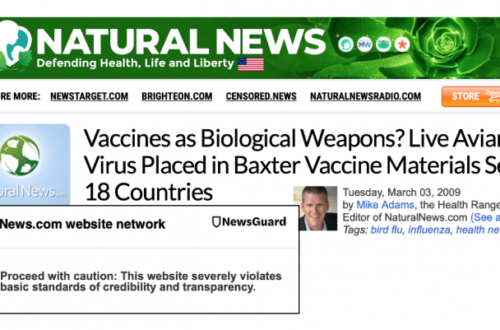 NATURAL NEWS
Defending Health, Life and Liberty
MW
RE MORE: NEWSTARGET.COM BRIGHTEON.COM CENSORED.NEWS NATURALNEWSRADIO.COM STORE
Vaccines as Biological Weapons? Live Avian
Virus Placed in Baxter Vaccine Materials Se
18 Countries
uralNews.com
Tuesday, March 03, 2009
by Mike Adams, the Health Range
Editor of NaturalNews.com (See a
Tags: bird flu, influenza, health ne
News.com website network NewsGuard
Proceed with caution: This website severely violates
basic standards of credibility and transparency.